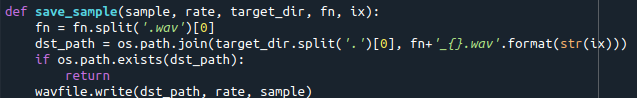 def save_sample(sample, rate, target_dir, fn, ix):
    fn = fn.split('.wav')[0]
    dst_path = os.path.join(target_dir.split('.')[0], fn+'_{}.wav'.format(str(ix)))
    if os.path.exists(dst_path):
        return
    wavfile.write(dst_path, rate, sample)